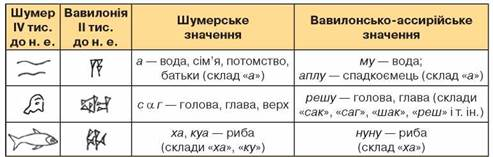 Шумер
IV тис.
до н. е.
Вавилонія
II тис.
до н. е.
Шумерське
значення
Вавилонсько-ассирійське
значення
а — вода, сім’я, потомство,
батьки (склад «а»)
му — вода;
аплу — спадкоємець (склад «а»)
с а г — голова, глава, верх
решу — голова, глава (склади
«сак», «саг», «шак», «реш» і т. ін.)
ха, куа — риба
(склади «ха», «ку»)
нуну — риба
(склад «ха»)